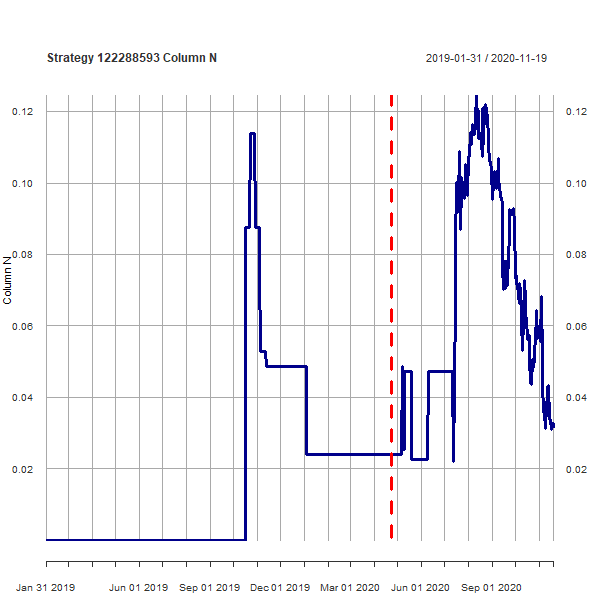 Strategy 122288593 Column N
2019-01-31 / 2020-11-19
0.12
0.12
0.10
0.10
0.08
0.08
Column N
0.06
0.06
0.04
0.04
0.02
0.02
Jan 31 2019
Jun 01 2019
Sep 01 2019
Dec 01 2019
Mar 01 2020
Jun 01 2020
Sep 01 2020